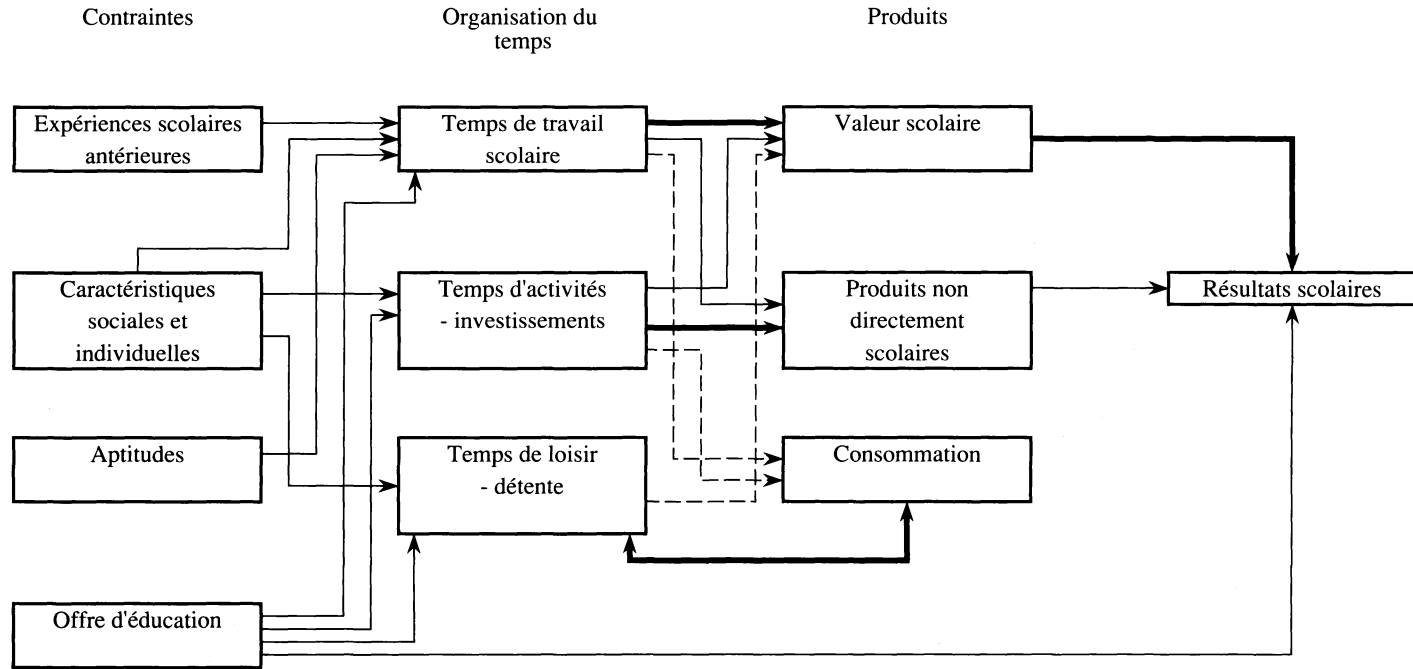 Contraintes
Organisation du
temps
Produits
Expériences scolaires
antérieures
Temps de travail
scolaire
Valeur scolaire
Caractéristiques
sociales et
individuelles
Temps d'activités
- investissements
Produits non
directement
scolaires
Résultats scolaires
Aptitudes
Temps de loisir
- détente
Consommation
Offre d'éducation